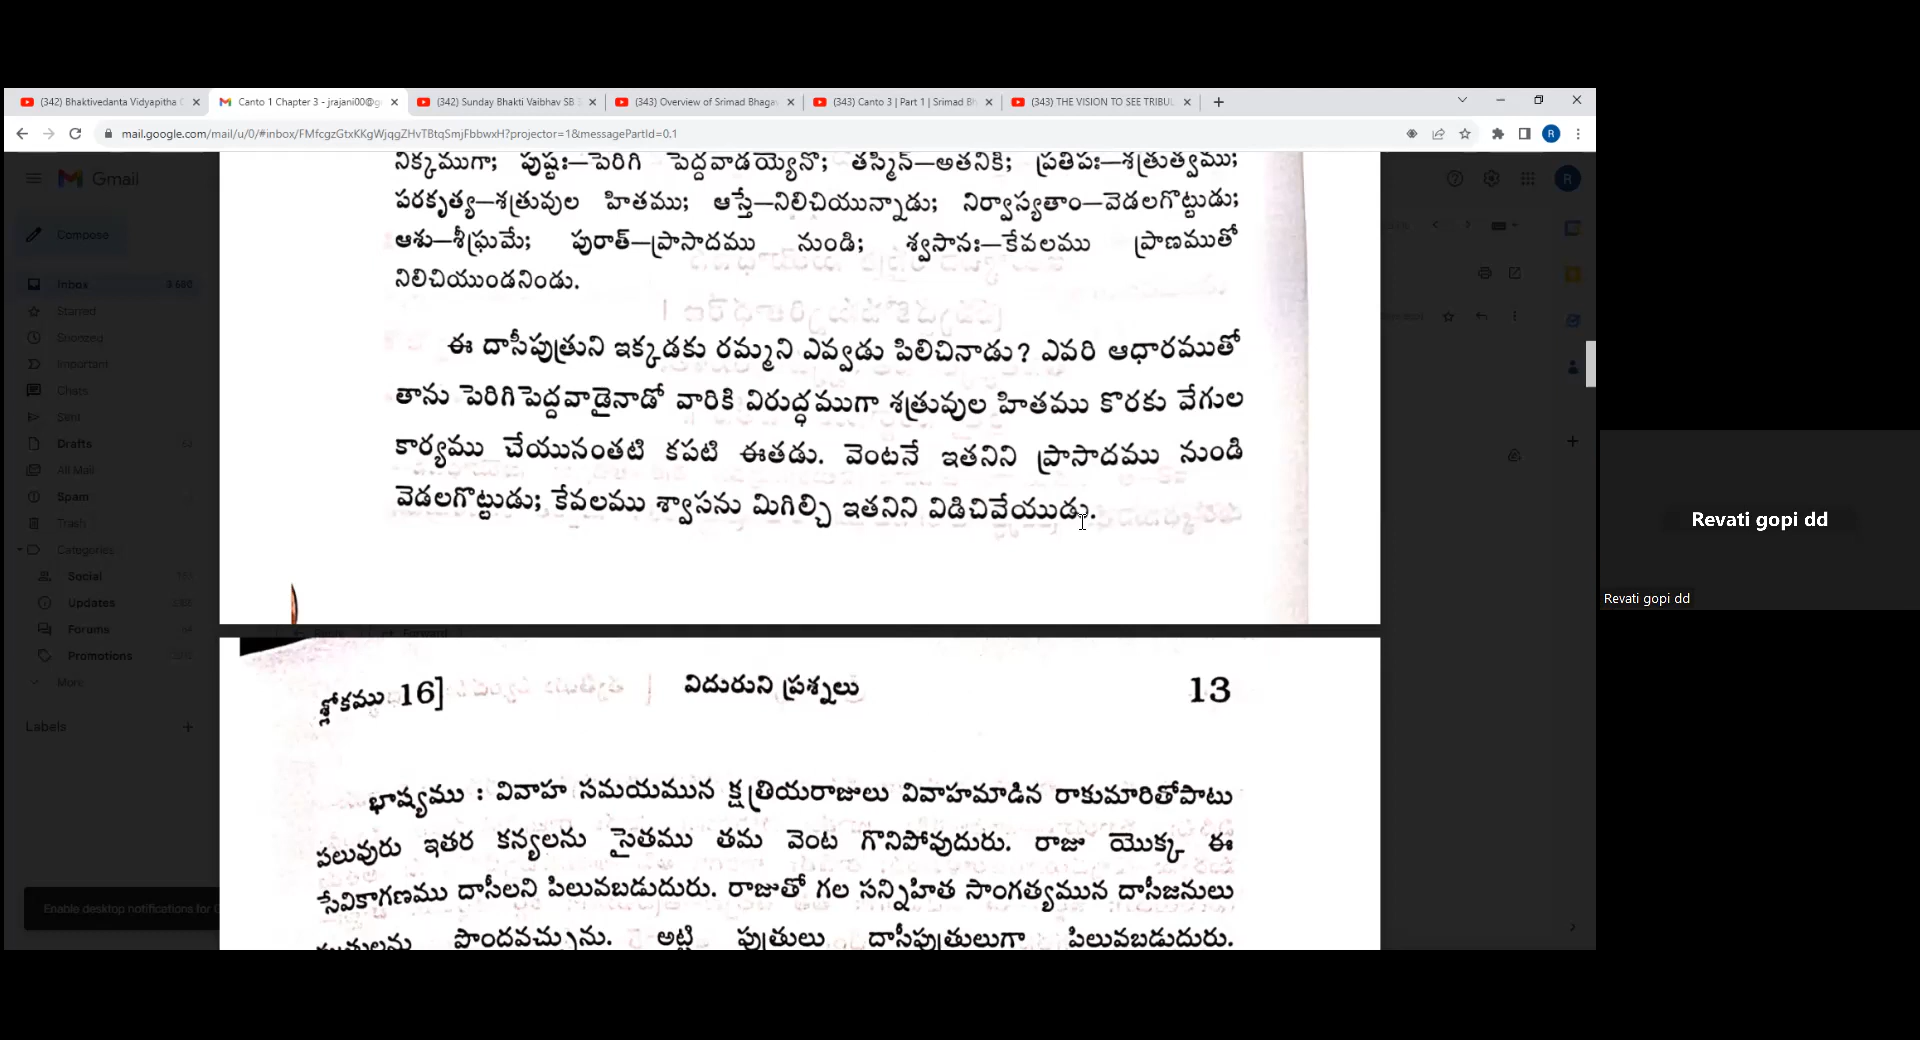 (342) Bhaktivedanta Vidyapitha C
Canto 1 Chapter 3 - jrajani00@g
(342) Sunday Bhakti Vaibhav SB 3
(343) Overview of Srimad Bhaga
(343) Canto 3 | Part 1 | Srimad Bh
(343) THE VISION TO SEE TRIBUL
mail.google.com/mail/u/0/#inbox/FMfcgzGtxKKgWjqgZHvTBtqSmjFbbwxH?projector=1&messagePartId=0.1
R
Gmail
R
Compose
Inbox
Starred
Snoozed
Important
Chats
Sent
Drafts
All Mail
Spam
Trash
Categories
Social
Updates
Forums
Promotions
More
Labels
Enable desktop notifications for
నిక్కముగా; పుష్టః—పెరిగి పెద్దవాడయ్యెనొ; తస్మిన్—అతనికి; ప్రతిపః—శత్రుత్వము;
పరకృత్య—శత్రువుల హితము; ఆస్తే—నిలిచియున్నాడు; నిర్వాస్యతాం—వెడలగొట్టుడు;
ఆశు—శీఘ్రమే; పురాత్—ప్రాసాదము నుండి; శ్వసానః—కేవలము ప్రాణముతో
నిలిచియుండనిండు.
ఈ దాసీపుత్రుని ఇక్కడకు రమ్మని ఎవ్వడు పిలిచినాడు? ఎవరి ఆధారముతో
తాను పెరిగిపెద్దవాడైనాడో వారికి విరుద్ధముగా శత్రువుల హితము కొరకు వేగుల
కార్యము చేయునంతటి కపటి ఈతడు. వెంటనే ఇతనిని ప్రాసాదము నుండి
వెడలగొట్టుడు; కేవలము శ్వాసను మిగిల్చి ఇతనిని విడిచివేయుడు.
శ్లోకము 16]
విదురుని ప్రశ్నలు
13
భాష్యము : వివాహ సమయమున క్షత్రియరాజులు వివాహమాడిన రాకుమారితోపాటు
పలువురు ఇతర కన్యలను సైతము తమ వెంట గొనిపోవుదురు. రాజు యొక్క ఈ
సేవికాగణము దాసీలని పిలువబడుదురు. రాజుతో గల సన్నిహిత సాంగత్యమున దాసీజనులు
పొందవచ్చును. అట్టి పుత్రులు దాసీపుత్రులుగా పిలువబడుదురు.
Revati gopi dd
Revati gopi dd